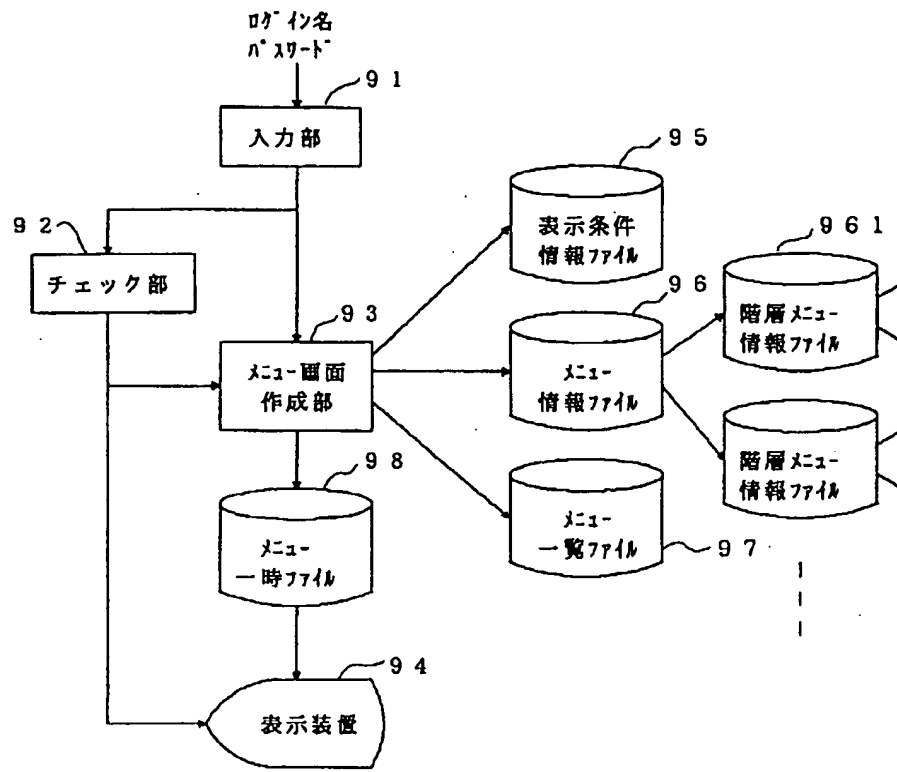 ログイン名
パスワード
91
入力部
95
表示条件
情報ファイル
92
チェック部
961
階層メニュー
情報ファイル
93
メニュー画面
作成部
96
メニュー
情報ファイル
階層メニュー
情報ファイル
98
メニュー
一時ファイル
メニュー
一覧ファイル
97
94
表示装置